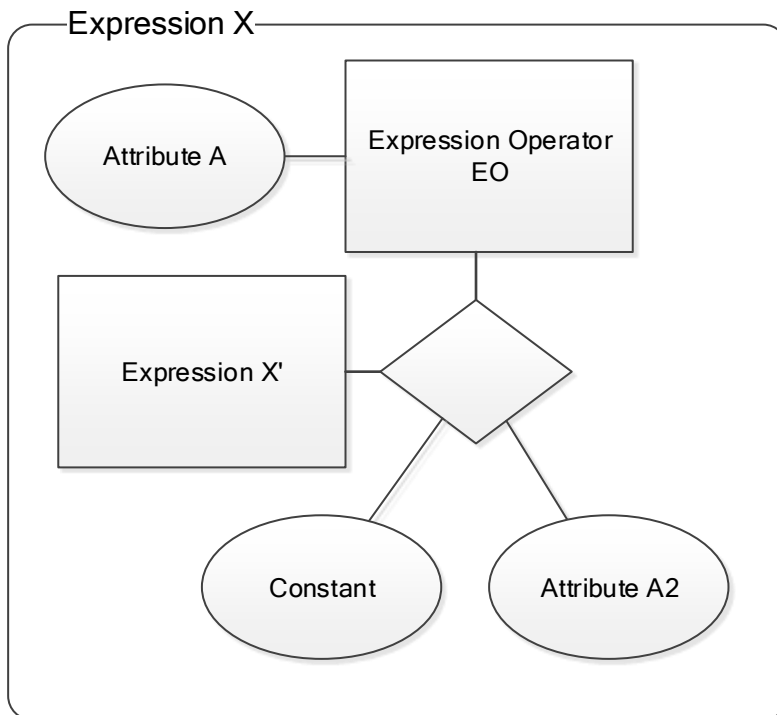 Expression X
Attribute A
Expression Operator
EO
Expression X'
Constant
Attribute A2